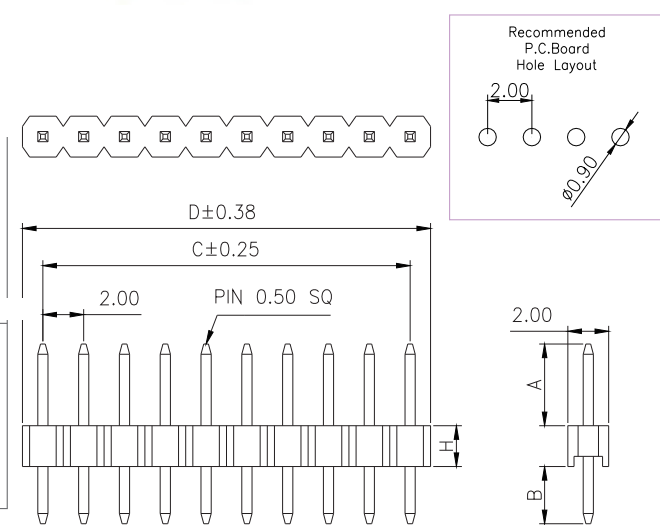 Recommended
P.C.Board
Hole Layout
2.00
ø0.90
D±0.38
C±0.25
2.00
PIN 0.50 SQ
2.00
A
H
B